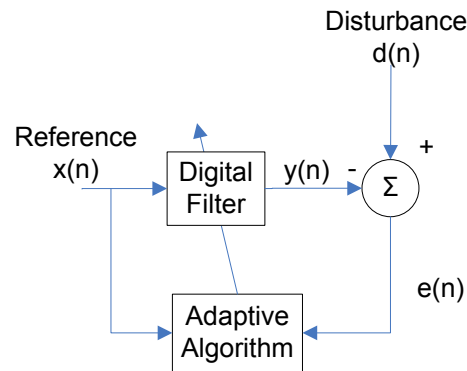 Disturbance
d(n)
Reference
x(n)
+
Digital
Filter
y(n)
-
Σ
e(n)
Adaptive
Algorithm